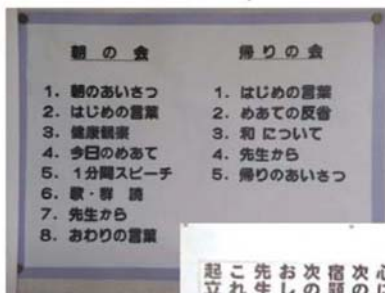 朝の会
1. 朝のあいさつ
2. はじめの言葉
3. 健康観察
4. 今日のめあて
5. 1分間スピーチ
6. 歌・群読
7. 先生から
8. おわりの言葉
帰りの会
1. はじめの言葉
2. めあての反省
3. 和について
4. 先生から
5. 帰りのあいさつ